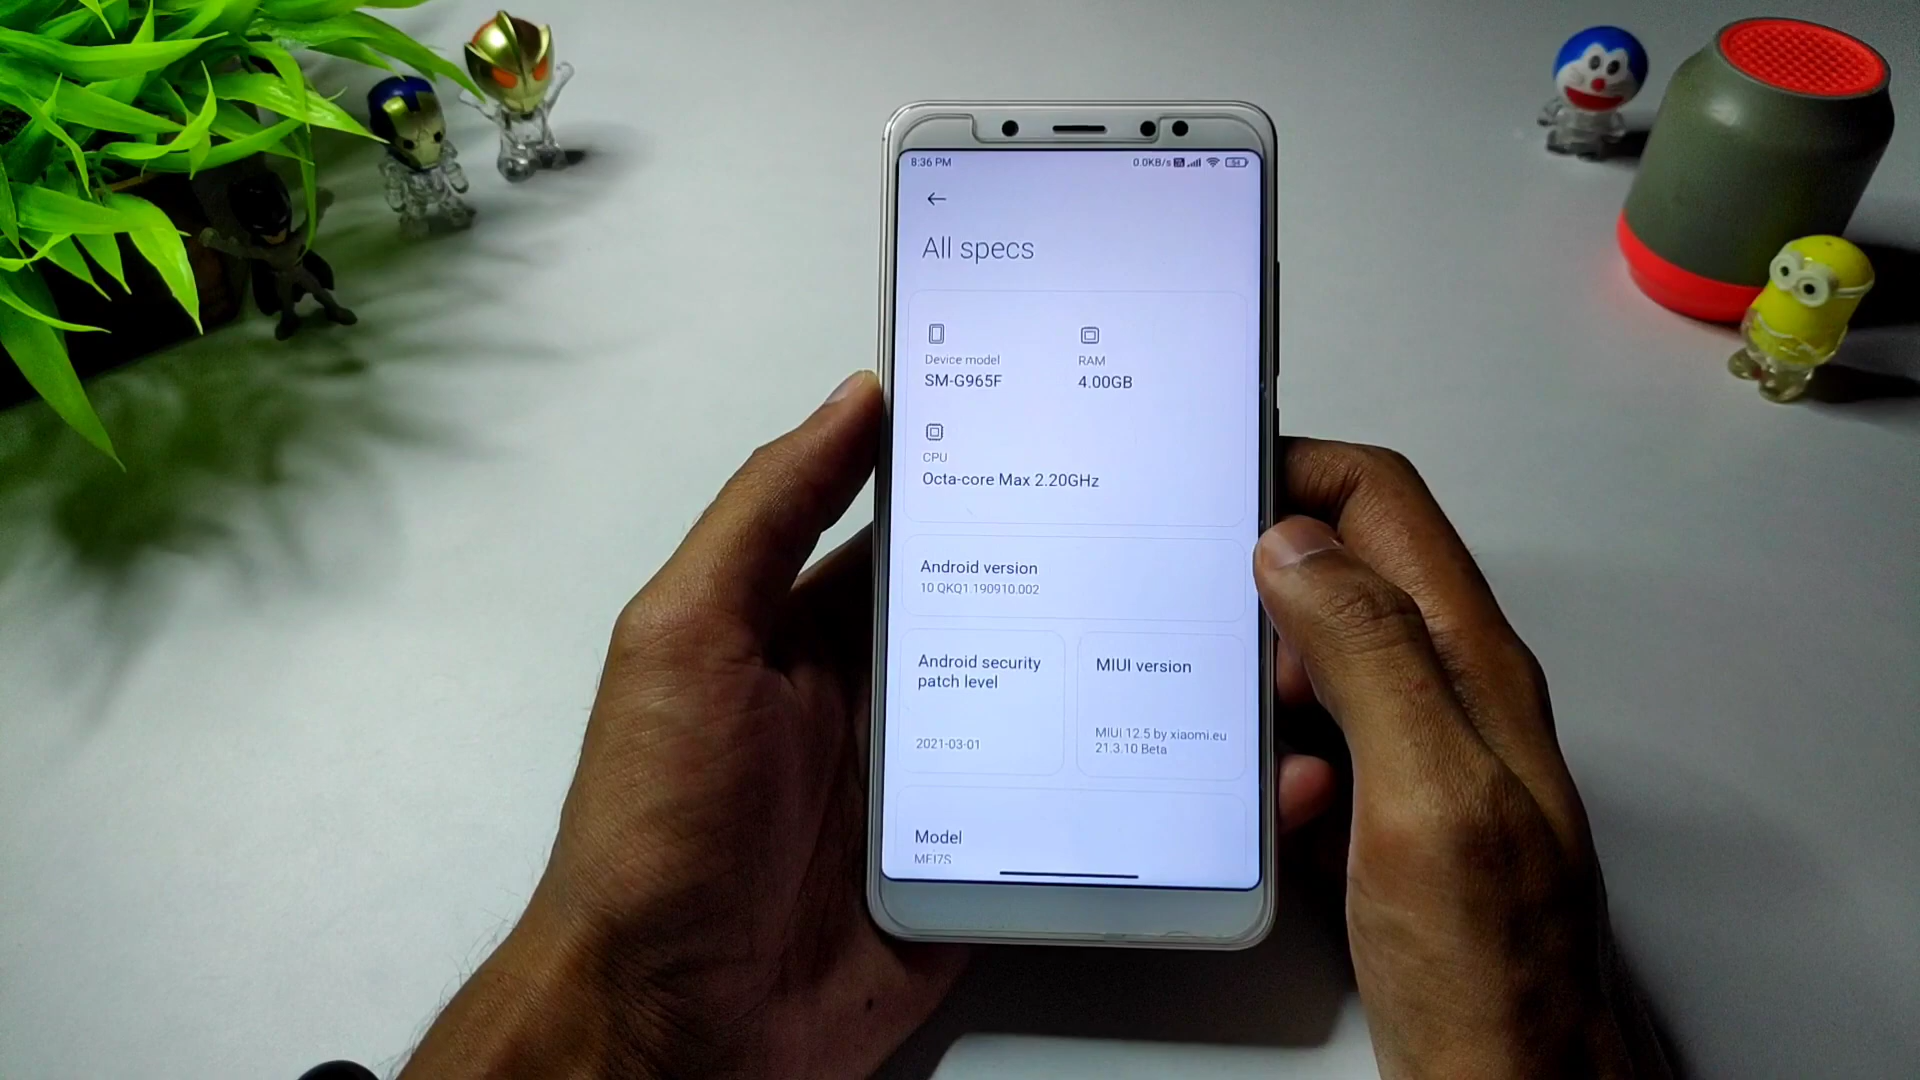 8:36 PM
0.0KB/s
54
All specs
Device model
SM-G965F
RAM
4.00GB
CPU
Octa-core Max 2.20GHz
Android version
10 QKQ1.190910.002
Android security
patch level
2021-03-01
MIUI version
MIUI 12.5 by xiaomi.eu
21.3.10 Beta
Model
MEI7S